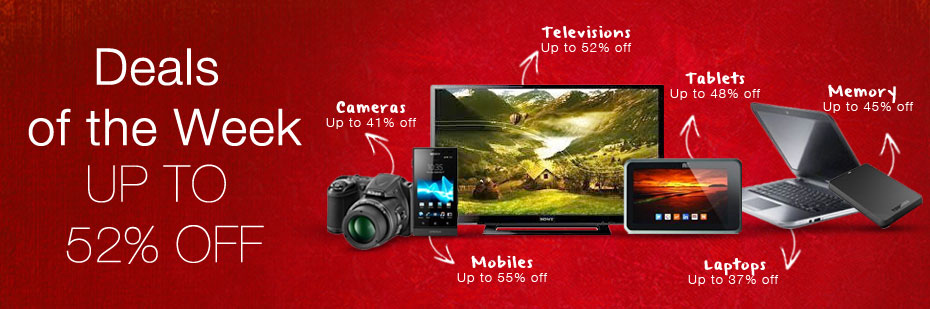 Deals
of the Week
UP TO
52% OFF
Televisions
Up to 52% off
Cameras
Up to 41% off
Tablets
Up to 48% off
Memory
Up to 45% off
SONY
Mobiles
Up to 55% off
Laptops
Up to 37% off